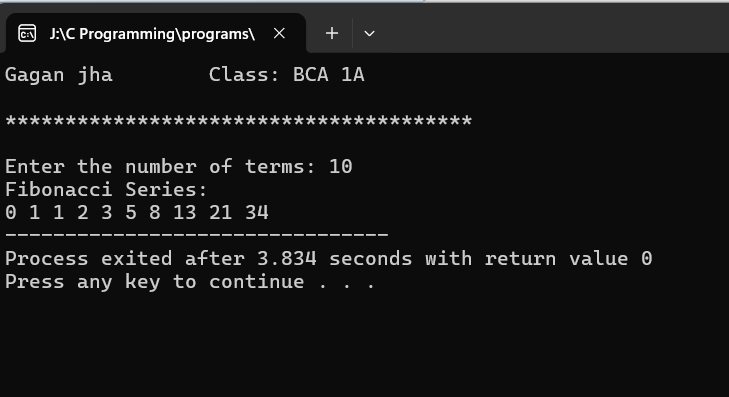 J:\C Programming\programs\
Gagan jha        Class: BCA 1A
***************************************
Enter the number of terms: 10
Fibonacci Series:
0 1 1 2 3 5 8 13 21 34
--------------------------------
Process exited after 3.834 seconds with return value 0
Press any key to continue . . .